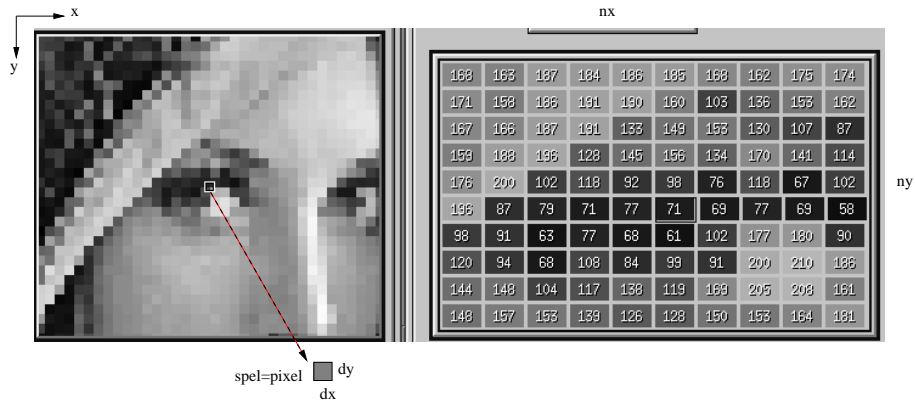 x
y
nx
168 163 187 184 186 185 168 162 175 174
171 158 186 191 190 160 103 136 153 162
167 166 187 191 133 149 153 130 107 87
159 188 196 128 145 156 134 170 141 114
176 200 102 118 92 98 76 118 67 102
ny
196 87 79 71 77 71 69 77 69 58
98 91 63 77 68 61 102 177 180 90
120 94 68 108 84 99 91 200 210 186
144 148 104 117 138 119 169 205 208 161
148 157 153 139 126 128 150 153 164 181
spel=pixel
dy
dx